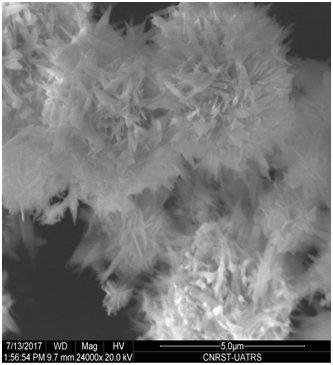 7/13/2017 WD Mag HV 5.0µm
1:56:54 PM 9.7 mm 24000x 20.0 kV CNRST-UATRS